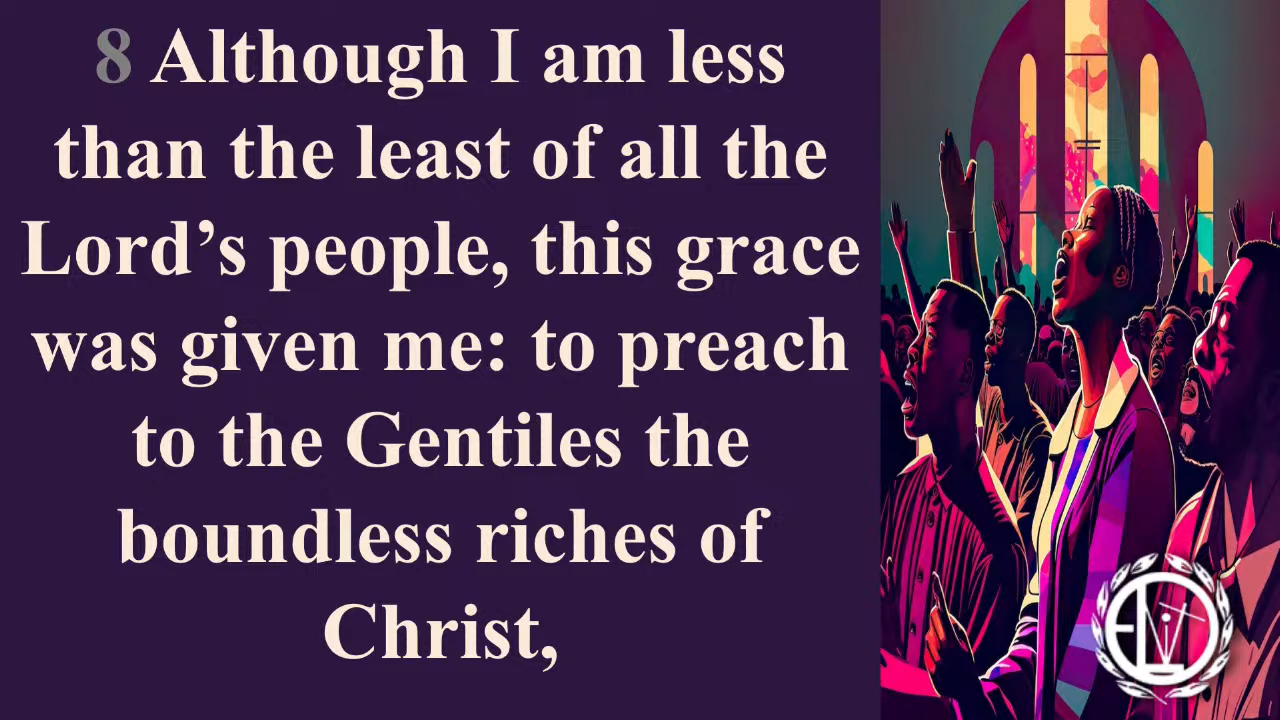 8 Although I am less
than the least of all the
Lord’s people, this grace
was given me: to preach
to the Gentiles the
boundless riches of
Christ,